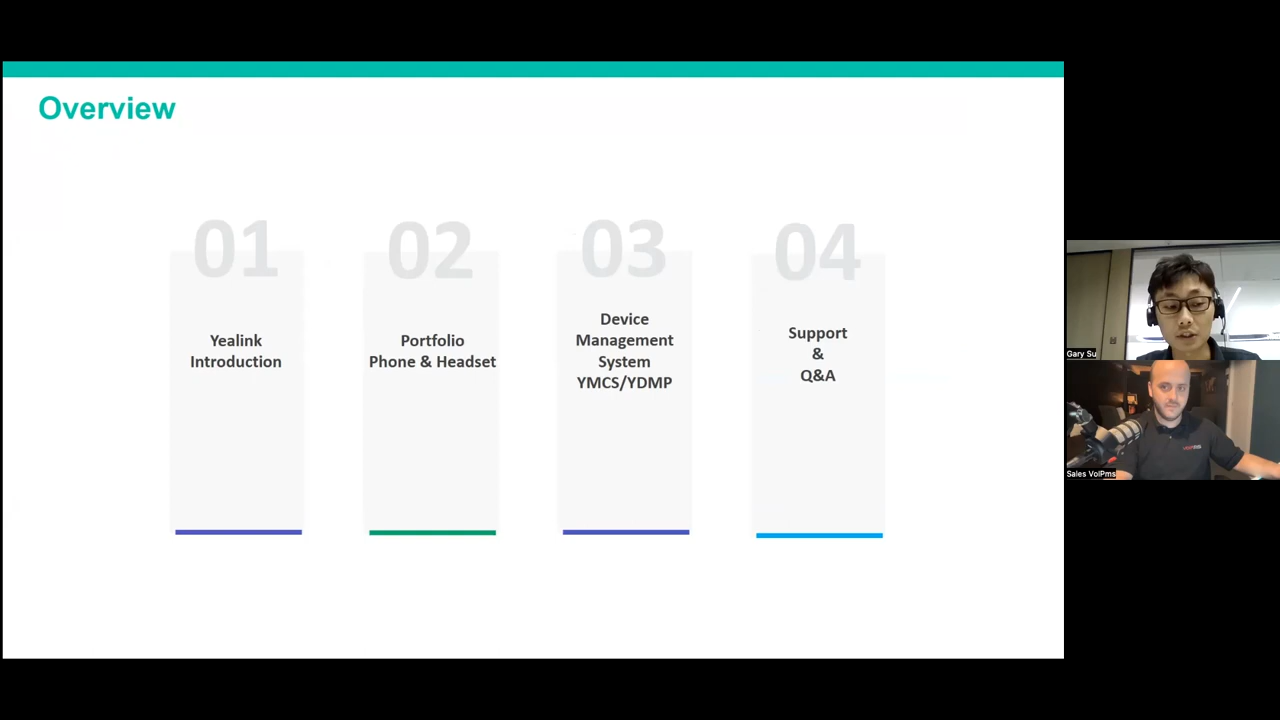 Overview
01
Yealink
Introduction
02
Portfolio
Phone & Headset
03
Device
Management
System
YMCS/YDMP
04
Support
&
Q&A
Gary Su
Sales VoIPms